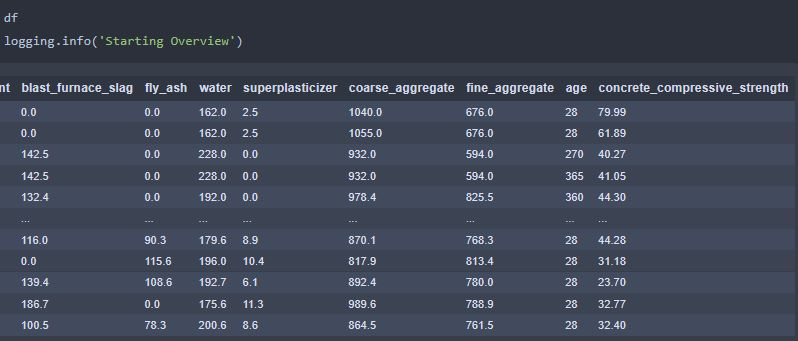 df
logging.info('Starting Overview')
nt blast_furnace_slag fly_ash water superplasticizer coarse_aggregate fine_aggregate age concrete_compressive_strength
0.0 0.0 162.0 2.5 1040.0 676.0 28 79.99
0.0 0.0 162.0 2.5 1055.0 676.0 28 61.89
142.5 0.0 228.0 0.0 932.0 594.0 270 40.27
142.5 0.0 228.0 0.0 932.0 594.0 365 41.05
132.4 0.0 192.0 0.0 978.4 825.5 360 44.30
... ... ... ... ... ... ... ...
116.0 90.3 179.6 8.9 870.1 768.3 28 44.28
0.0 115.6 196.0 10.4 817.9 813.4 28 31.18
139.4 108.6 192.7 6.1 892.4 780.0 28 23.70
186.7 0.0 175.6 11.3 989.6 788.9 28 32.77
100.5 78.3 200.6 8.6 864.5 761.5 28 32.40